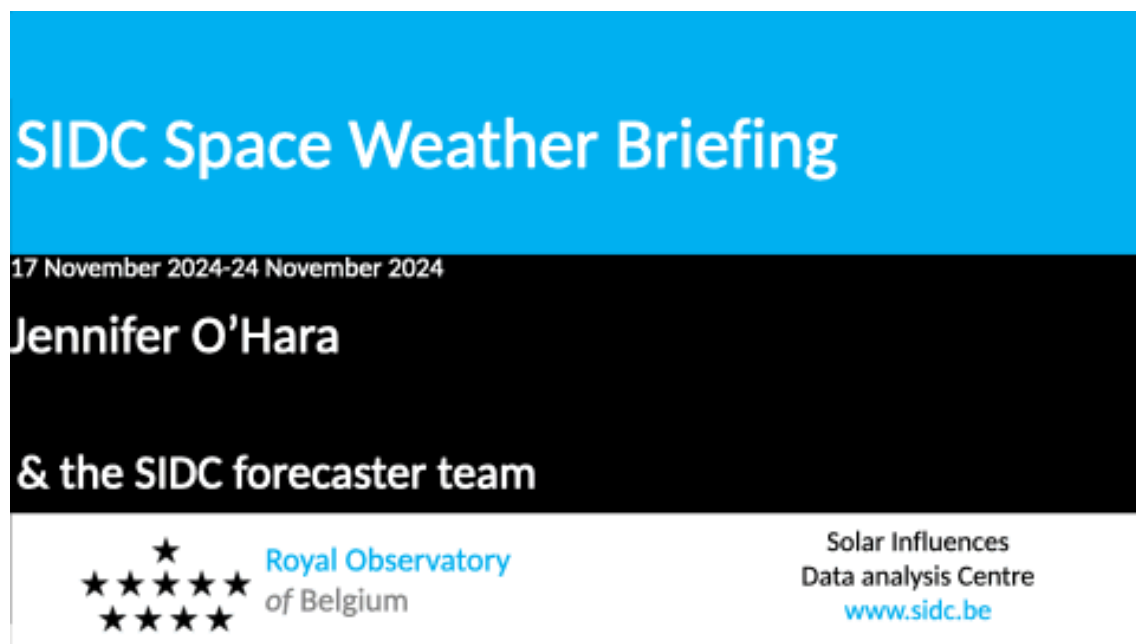 SIDC Space Weather Briefing
17 November 2024-24 November 2024
Jennifer O’Hara
& the SIDC forecaster team
Royal Observatory
of Belgium
Solar Influences
Data analysis Centre
www.sidc.be